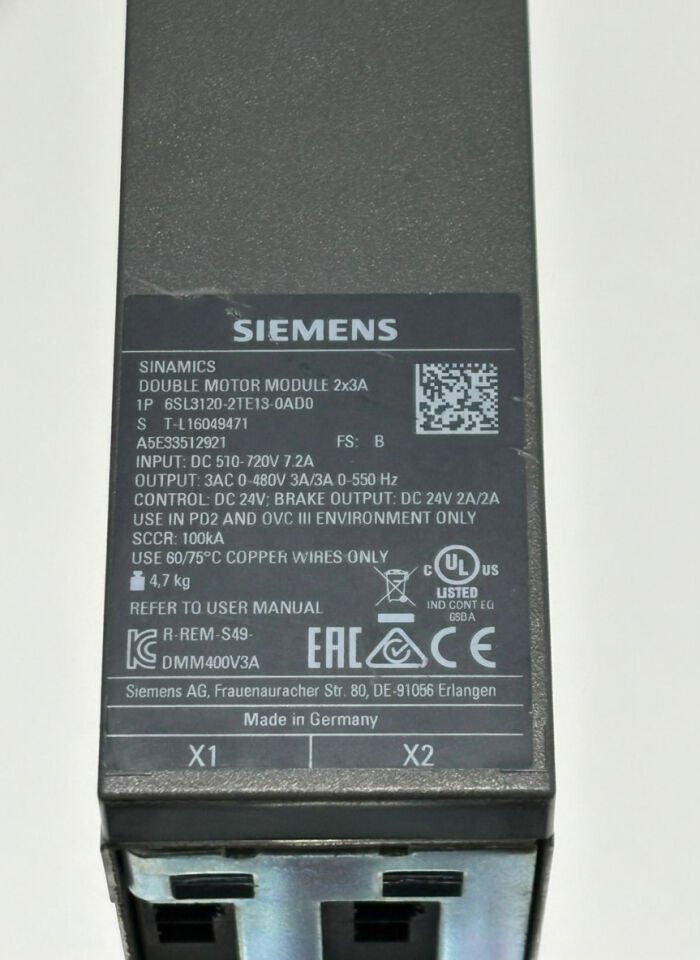 SIEMENS
SINAMICS
DOUBLE MOTOR MODULE 2x3A
1P 6SL3120-2TE13-0AD0
S T-L16049471
A5E33512921 FS: B
INPUT: DC 510-720V 7.2A
OUTPUT: 3AC 0-480V 3A/3A 0-550 Hz
CONTROL: DC 24V; BRAKE OUTPUT: DC 24V 2A/2A
USE IN PD2 AND OVC III ENVIRONMENT ONLY
SCCR: 100kA
USE 60/75°C COPPER WIRES ONLY
4,7 kg
C UL US
LISTED
IND CONT EQ
6SBA
REFER TO USER MANUAL
R-REM-S49-
DMM400V3A
EAC CE
Siemens AG, Frauenauracher Str. 80, DE-91056 Erlangen
Made in Germany
X1 X2